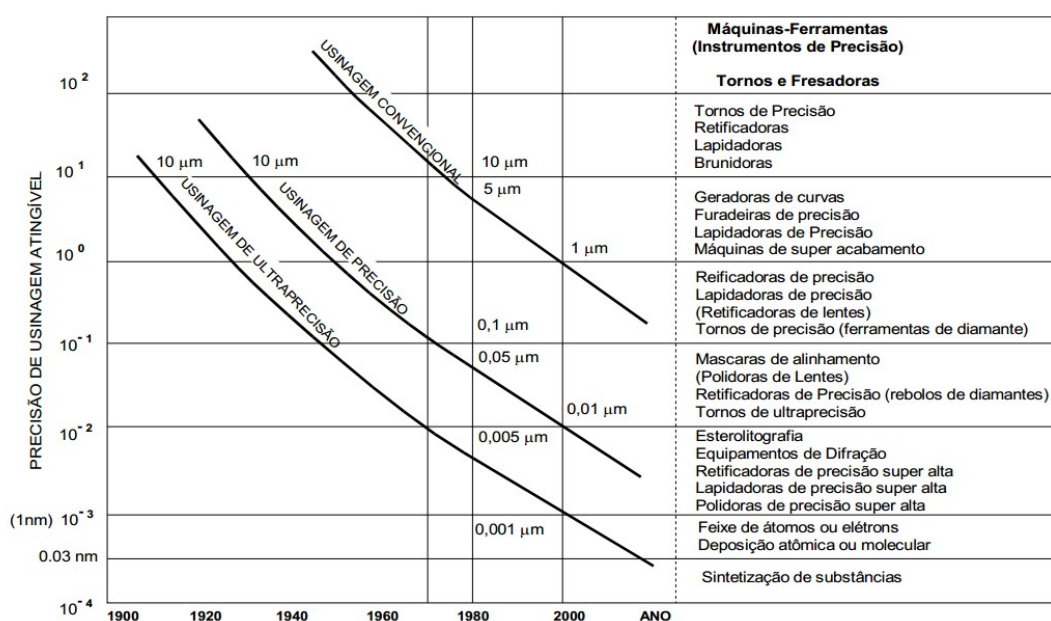 Máquinas-Ferramentas
(Instrumentos de Precisão)
Tornos e Fresadoras
PRECISÃO DE USINAGEM ATINGÍVEL
10²
10¹
10⁰
10⁻¹
10⁻²
(1nm) 10⁻³
0.03 nm
10⁻⁴
USINAGEM CONVENCIONAL
USINAGEM DE PRECISÃO
USINAGEM DE ULTRAPRECISÃO
10 µm
10 µm
10 µm
5 µm
1 µm
0,1 µm
0,05 µm
0,01 µm
0,005 µm
0,001 µm
Tornos de Precisão
Retificadoras
Lapidadoras
Brunidoras
Geradoras de curvas
Furadeiras de precisão
Lapidadoras de Precisão
Máquinas de super acabamento
Reificadoras de precisão
Lapidadoras de precisão
(Retificadoras de lentes)
Tornos de precisão (ferramentas de diamante)
Mascaras de alinhamento
(Polidoras de Lentes)
Retificadoras de Precisão (rebolos de diamantes)
Tornos de ultraprecisão
Esterolitografia
Equipamentos de Difração
Retificadoras de precisão super alta
Lapidadoras de precisão super alta
Polidoras de precisão super alta
Feixe de átomos ou elétrons
Deposição atômica ou molecular
Sintetização de substâncias
1900 1920 1940 1960 1980 2000 ANO